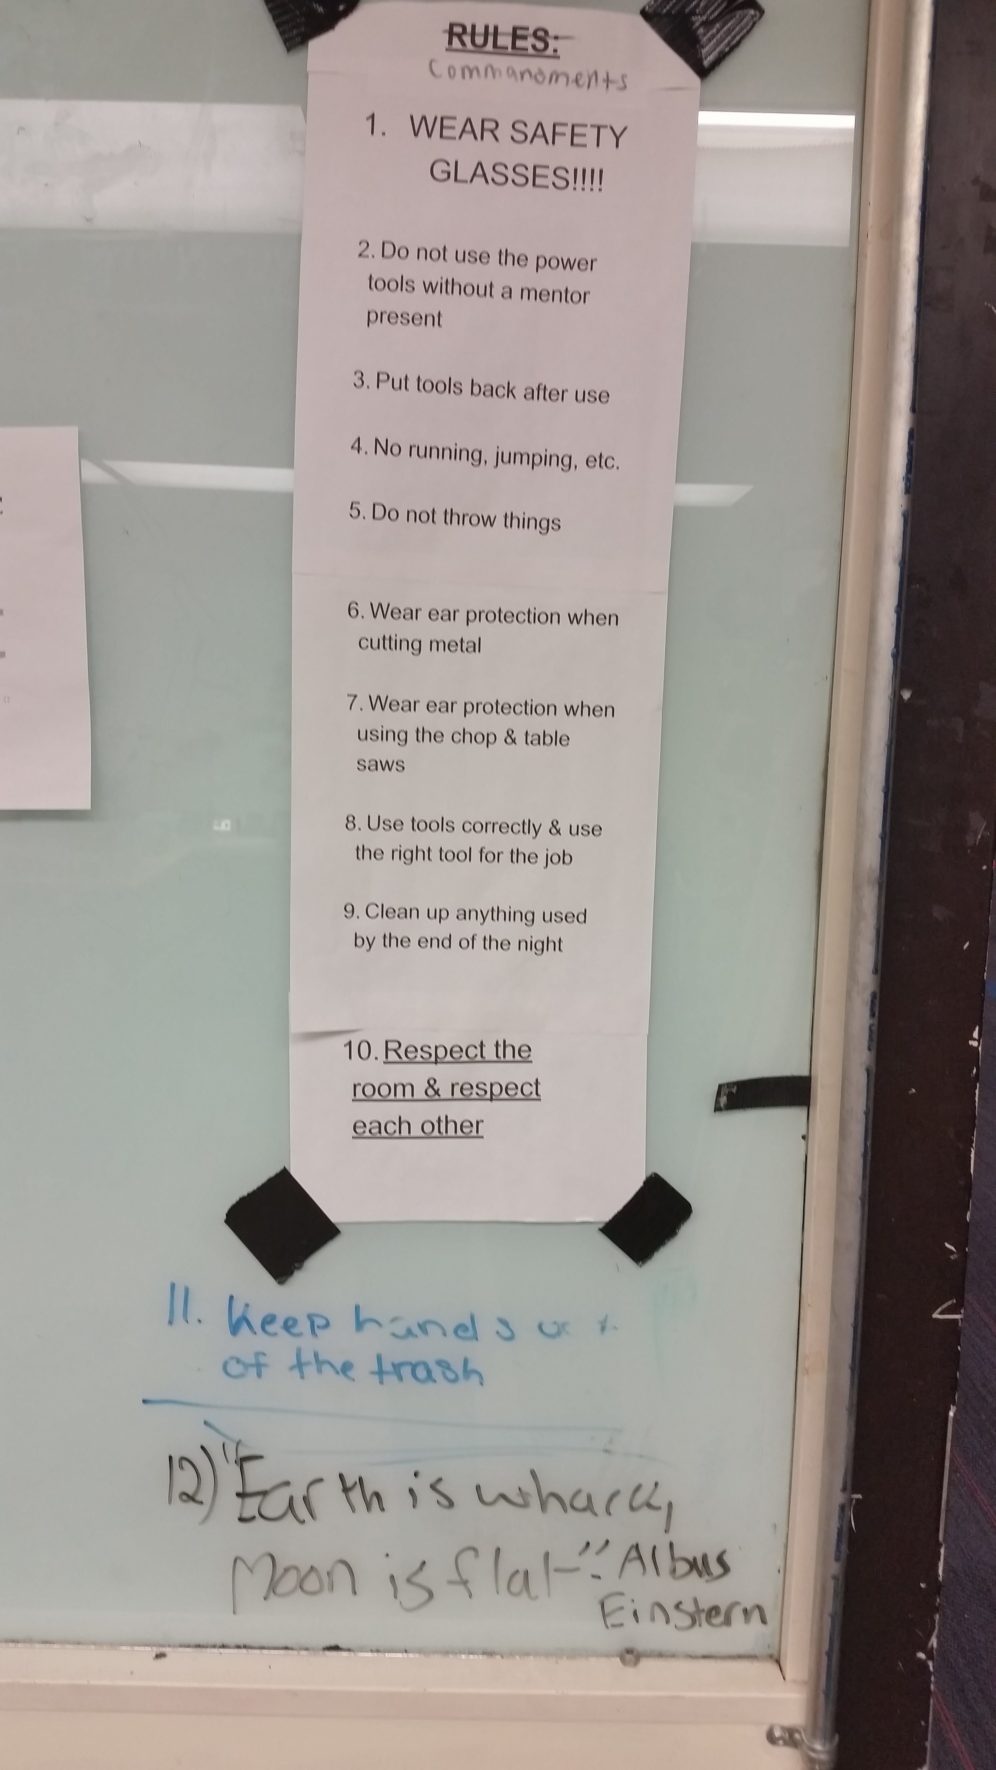 RULES:
Commandments
1. WEAR SAFETY
GLASSES!!!!
2. Do not use the power
tools without a mentor
present
3. Put tools back after use
4. No running, jumping, etc.
5. Do not throw things
6. Wear ear protection when
cutting metal
7. Wear ear protection when
using the chop & table
saws
8. Use tools correctly & use
the right tool for the job
9. Clean up anything used
by the end of the night
10. Respect the
room & respect
each other
11. Keep hands
of the trash
12) "Earth is
Moon is flat" : Albus
Einstern